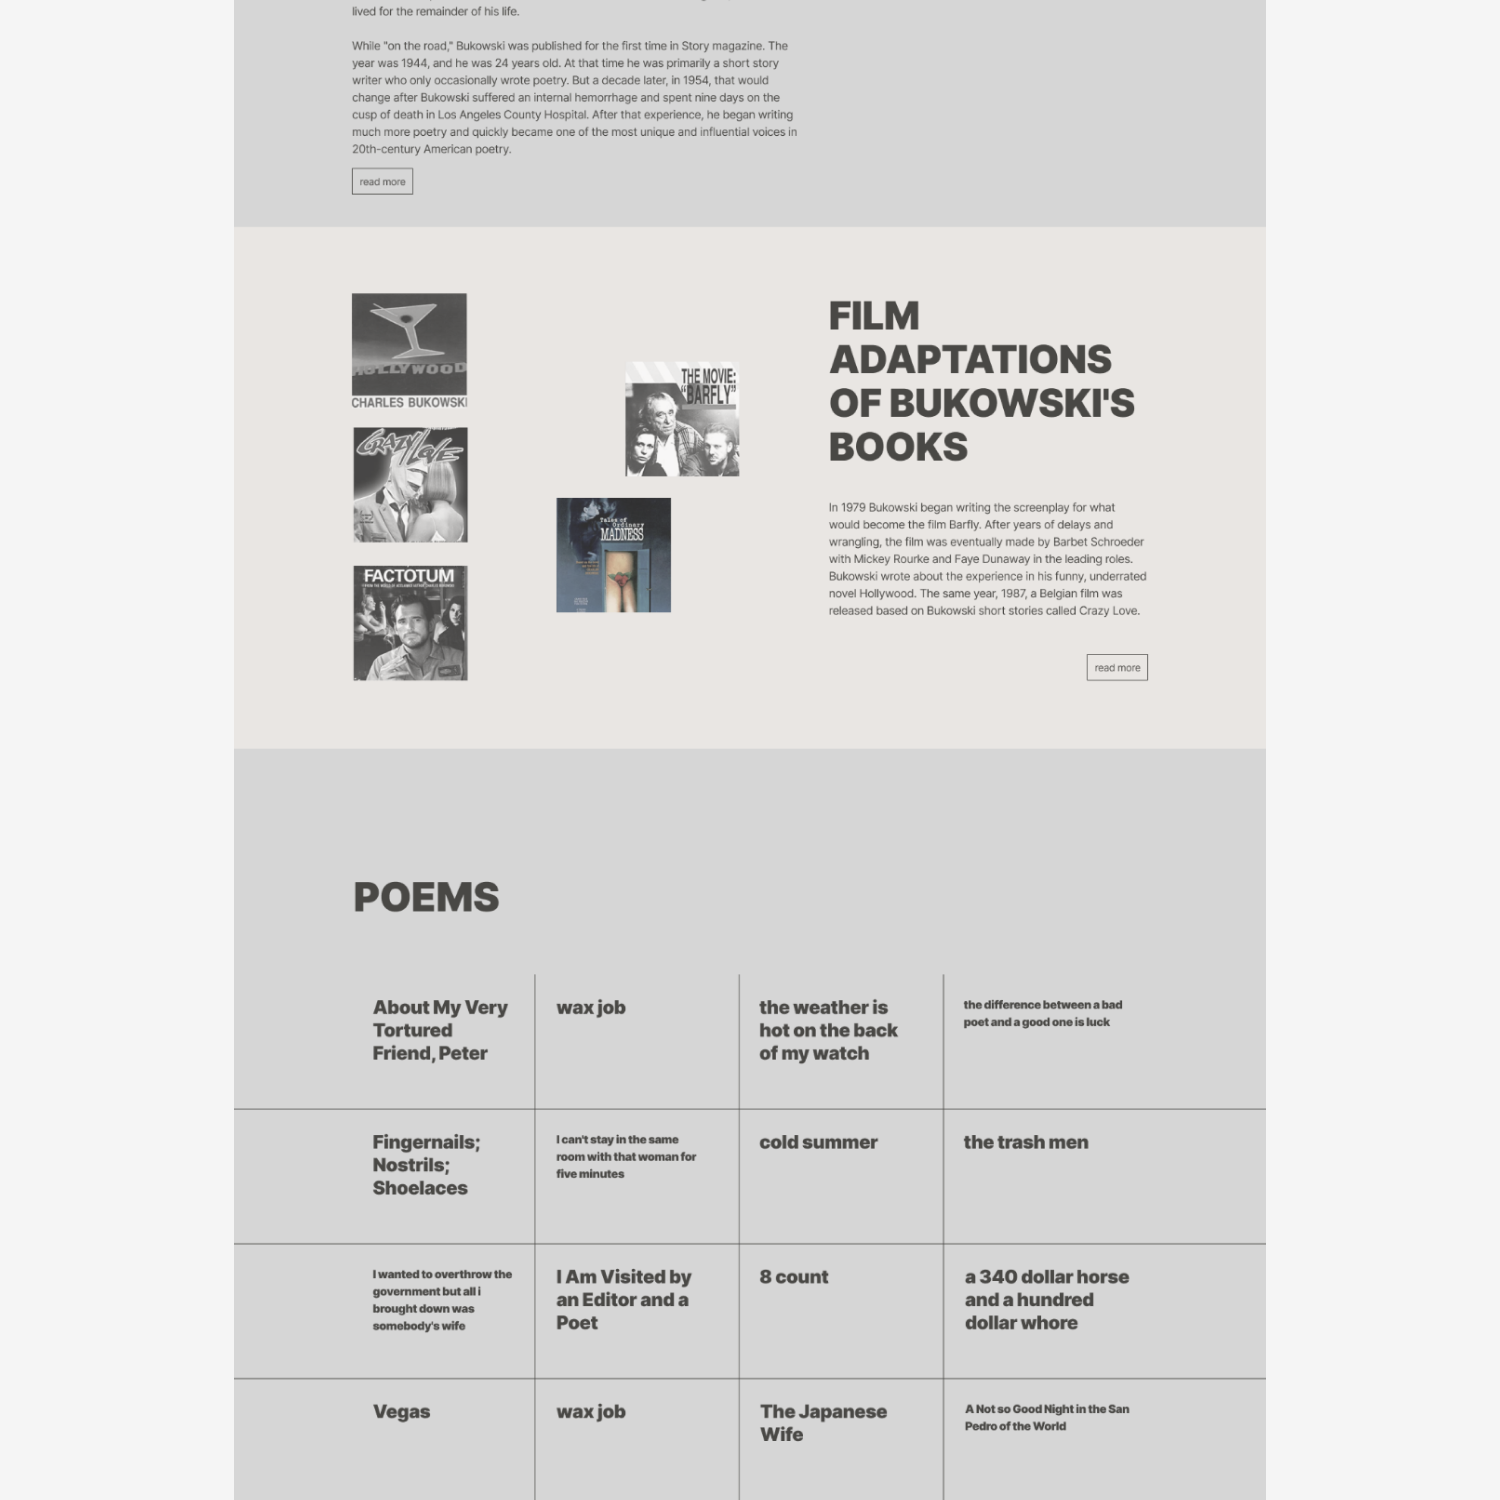 lived for the remainder of his life.
While "on the road," Bukowski was published for the first time in Story magazine. The
year was 1944, and he was 24 years old. At that time he was primarily a short story
writer who only occasionally wrote poetry. But a decade later, in 1954, that would
change after Bukowski suffered an internal hemorrhage and spent nine days on the
cusp of death in Los Angeles County Hospital. After that experience, he began writing
much more poetry and quickly became one of the most unique and influential voices in
20th-century American poetry.
read more
HOLLYWOOD
CHARLES BUKOWSKI
CRAZY LOVE
FACTOTUM
THE MOVIE:
"BARFLY"
Tales of
Ordinary
MADNESS
FILM
ADAPTATIONS
OF BUKOWSKI'S
BOOKS
In 1979 Bukowski began writing the screenplay for what
would become the film Barfly. After years of delays and
wrangling, the film was eventually made by Barbet Schroeder
with Mickey Rourke and Faye Dunaway in the leading roles.
Bukowski wrote about the experience in his funny, underrated
novel Hollywood. The same year, 1987, a Belgian film was
released based on Bukowski short stories called Crazy Love.
read more
POEMS
About My Very
Tortured
Friend, Peter
wax job
the weather is
hot on the back
of my watch
the difference between a bad
poet and a good one is luck
Fingernails;
Nostrils;
Shoelaces
I can't stay in the same
room with that woman for
five minutes
cold summer
the trash men
I wanted to overthrow the
government but all i
brought down was
somebody's wife
I Am Visited by
an Editor and a
Poet
8 count
a 340 dollar horse
and a hundred
dollar whore
Vegas
wax job
The Japanese
Wife
A Not so Good Night in the San
Pedro of the World